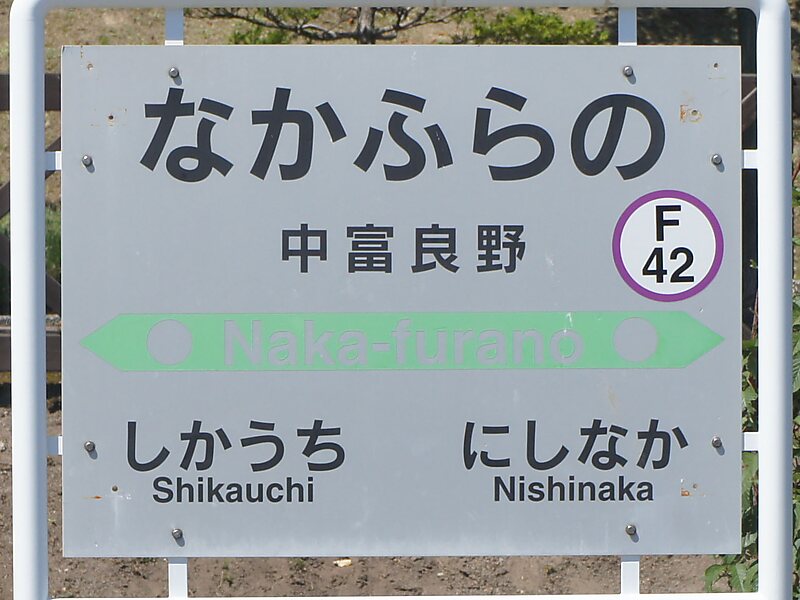 なかふらの
中富良野
F
42
Naka-furano
しかうち
Shikauchi
にしなか
Nishinaka